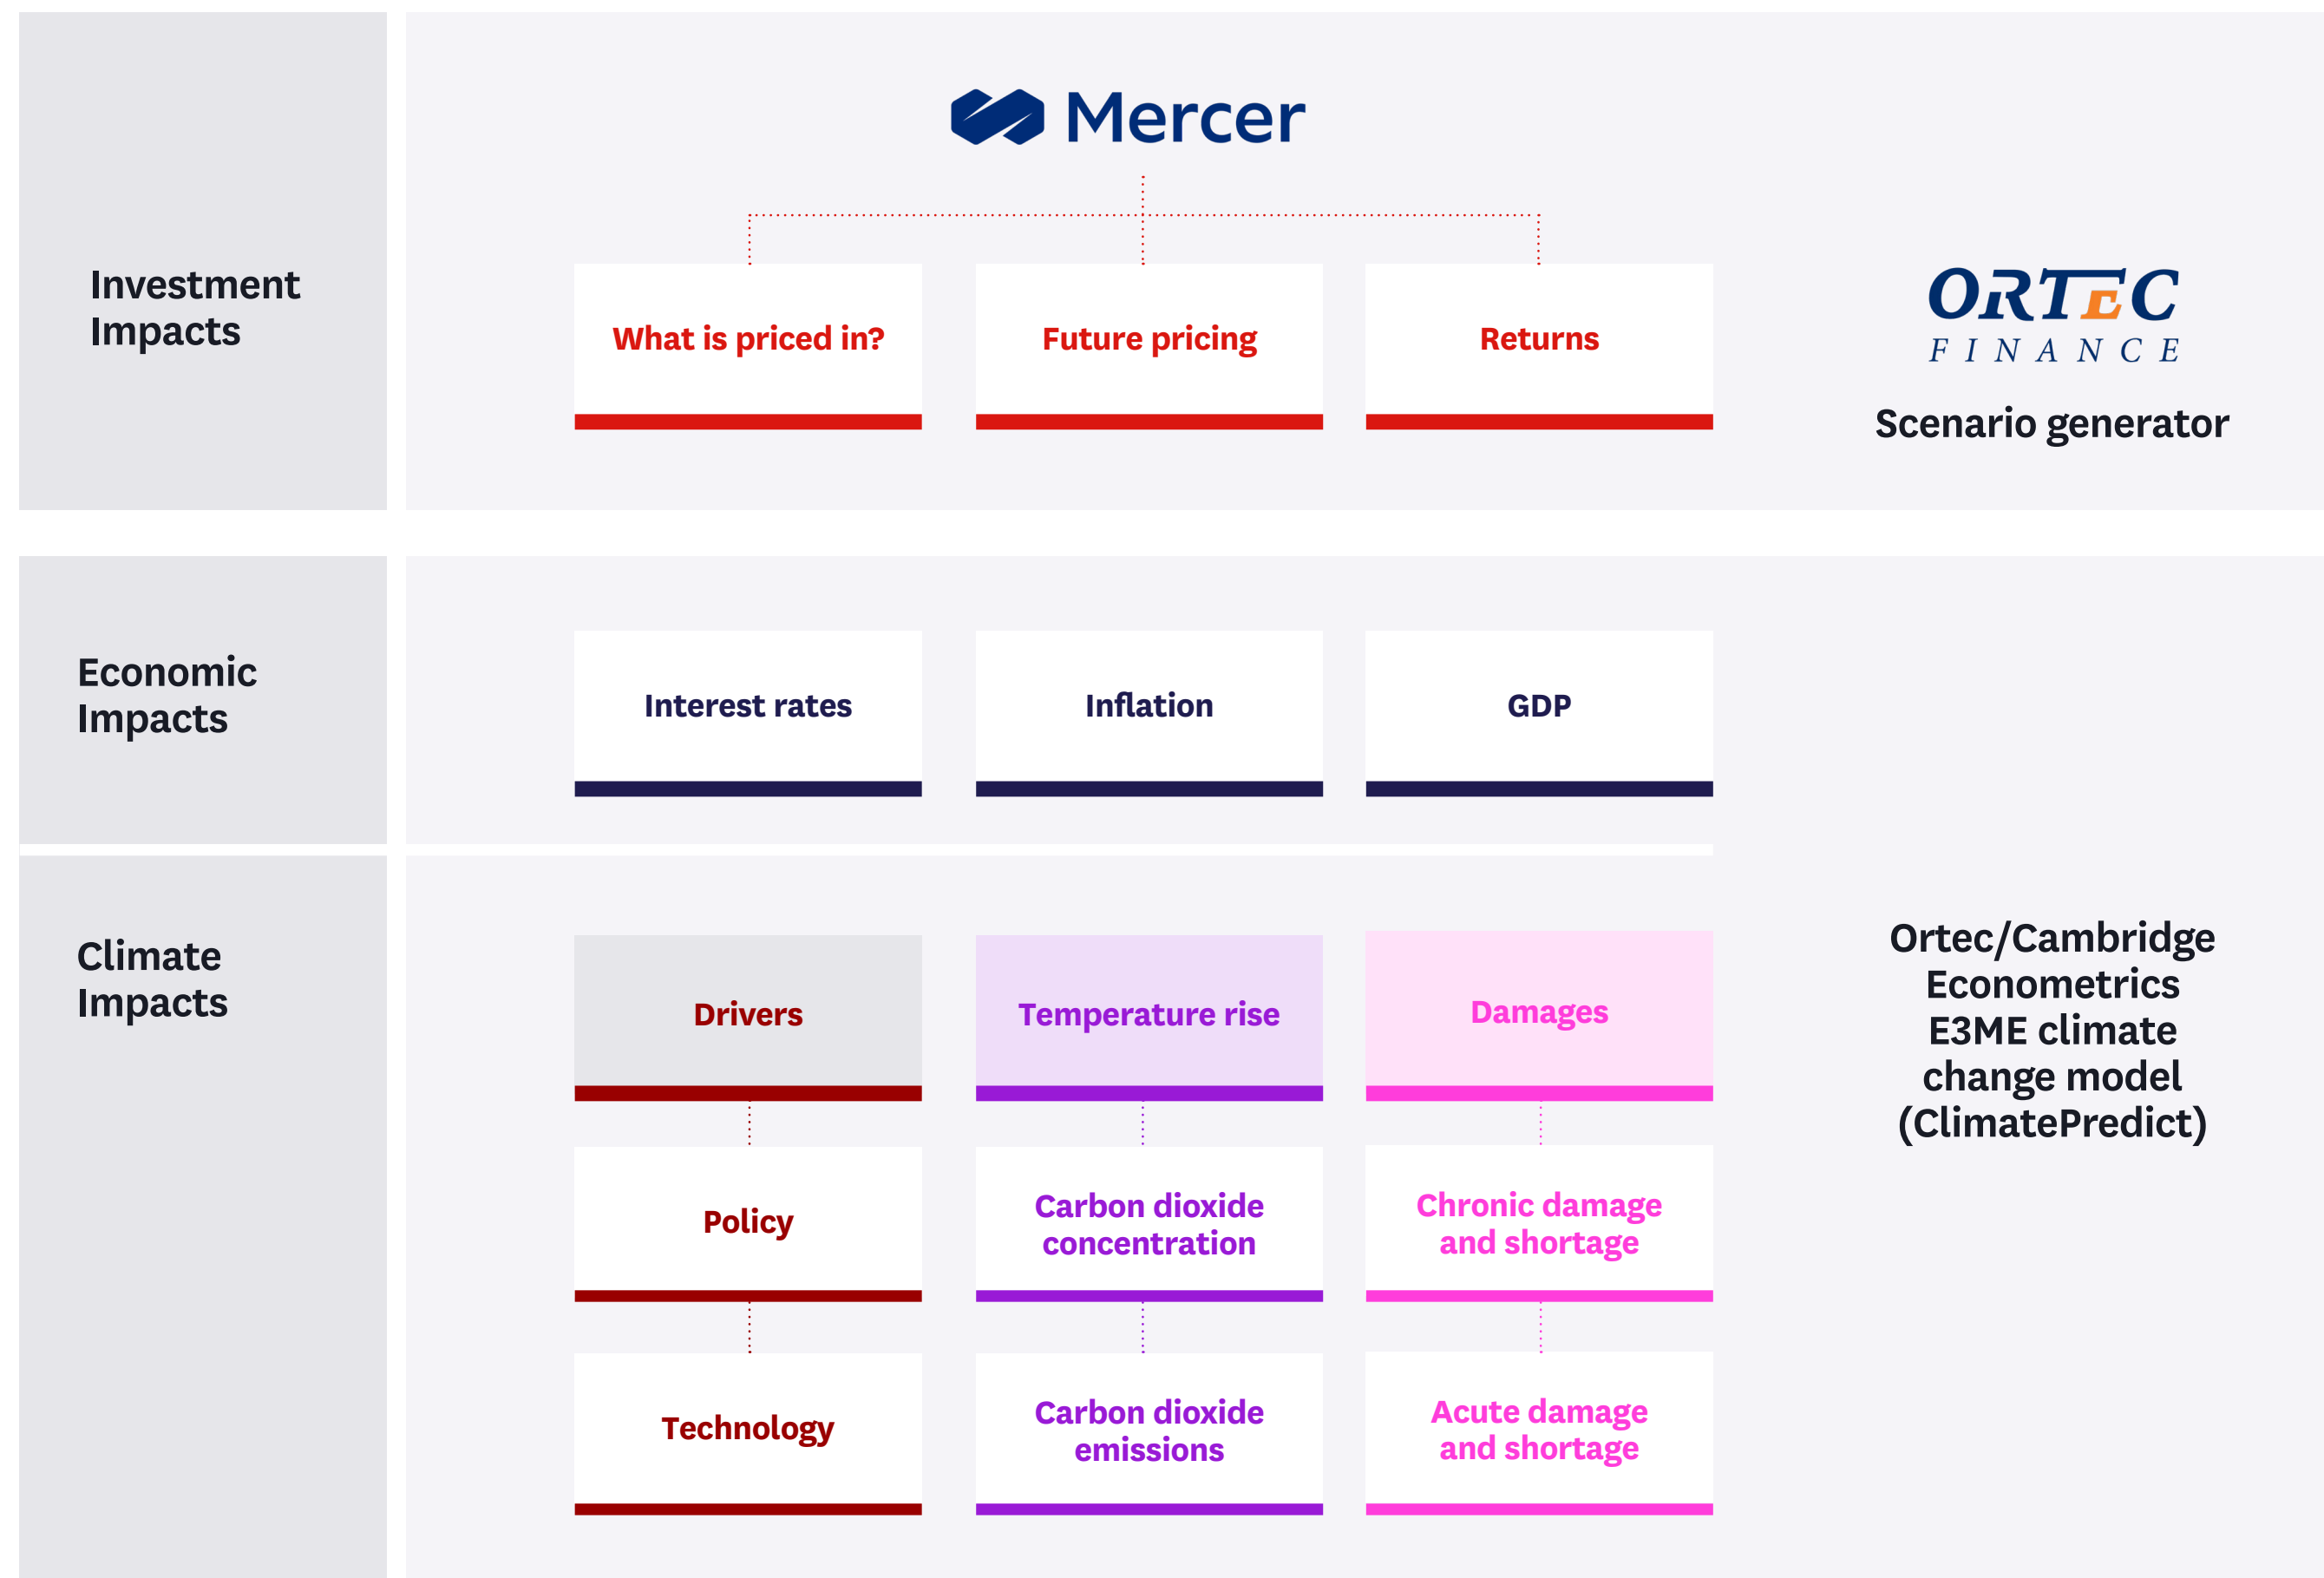 Mercer
Investment
Impacts
What is priced in?
Future pricing
Returns
ORTEC
FINANCE
Scenario generator
Economic
Impacts
Interest rates
Inflation
GDP
Climate
Impacts
Drivers
Temperature rise
Damages
Policy
Carbon dioxide
concentration
Chronic damage
and shortage
Technology
Carbon dioxide
emissions
Acute damage
and shortage
Ortec/Cambridge
Econometrics
E3ME climate
change model
(ClimatePredict)